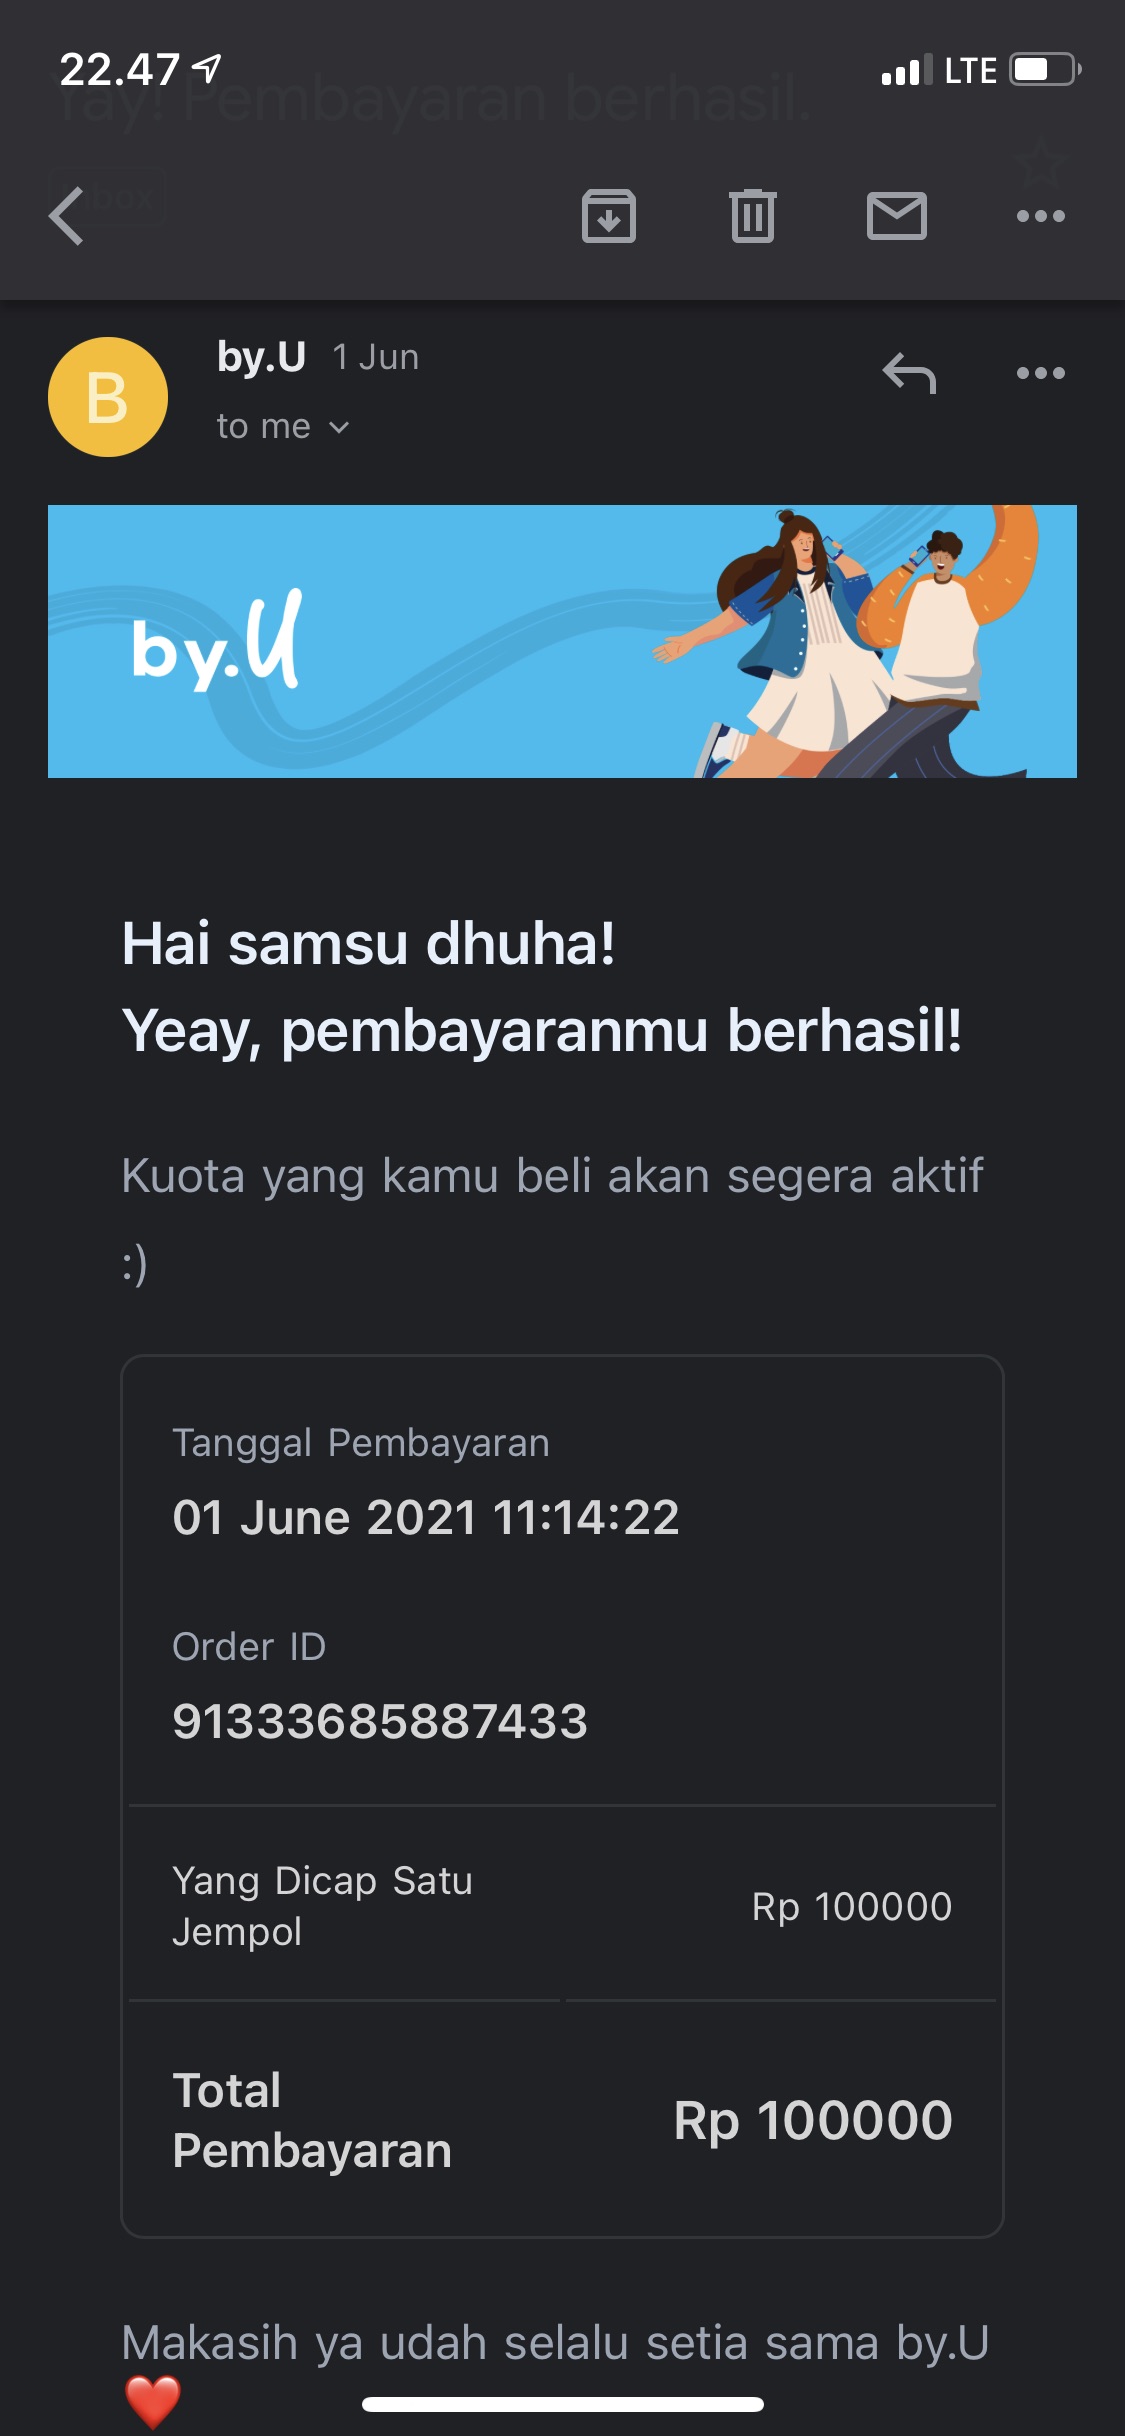 22.47
LTE
Yay! Pembayaran berhasil.
Inbox
B
by.U 1 Jun
to me
by.U
Hai samsu dhuha!
Yeay, pembayaranmu berhasil!
Kuota yang kamu beli akan segera aktif
:)
Tanggal Pembayaran
01 June 2021 11:14:22
Order ID
91333685887433
Yang Dicap Satu
Jempol
Rp 100000
Total
Pembayaran
Rp 100000
Makasih ya udah selalu setia sama by.U
❤️